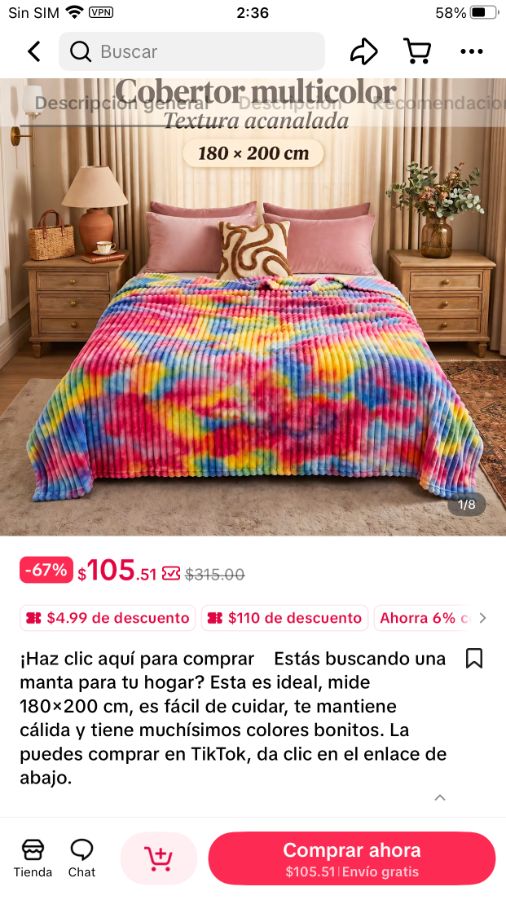 Sin SIM VPN 2:36 58%
Buscar
Cobertor multicolor
Descripción general Descripción Recomendacion
Textura acanalada
180 × 200 cm
1/8
-67% $105.51 $315.00
$4.99 de descuento $110 de descuento Ahorra 6% c
¡Haz clic aquí para comprar Estás buscando una
manta para tu hogar? Esta es ideal, mide
180×200 cm, es fácil de cuidar, te mantiene
cálida y tiene muchísimos colores bonitos. La
puedes comprar en TikTok, da clic en el enlace de
abajo.
Comprar ahora
Tienda Chat $105.51|Envío gratis